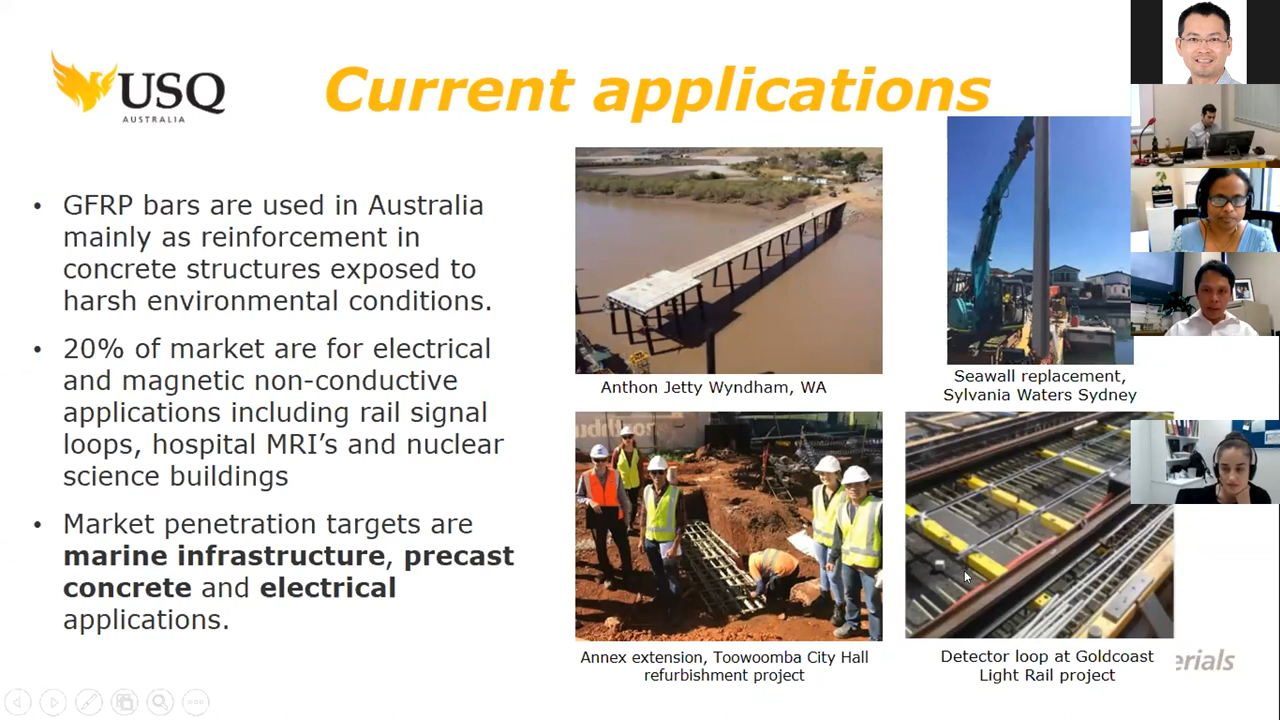 USQ
AUSTRALIA
Current applications
• GFRP bars are used in Australia
mainly as reinforcement in
concrete structures exposed to
harsh environmental conditions.
• 20% of market are for electrical
and magnetic non-conductive
applications including rail signal
loops, hospital MRI’s and nuclear
science buildings
• Market penetration targets are
marine infrastructure, precast
concrete and electrical
applications.
Anthon Jetty Wyndham, WA
Seawall replacement,
Sylvania Waters Sydney
Annex extension, Toowoomba City Hall
refurbishment project
Detector loop at Goldcoast
Light Rail project
erials